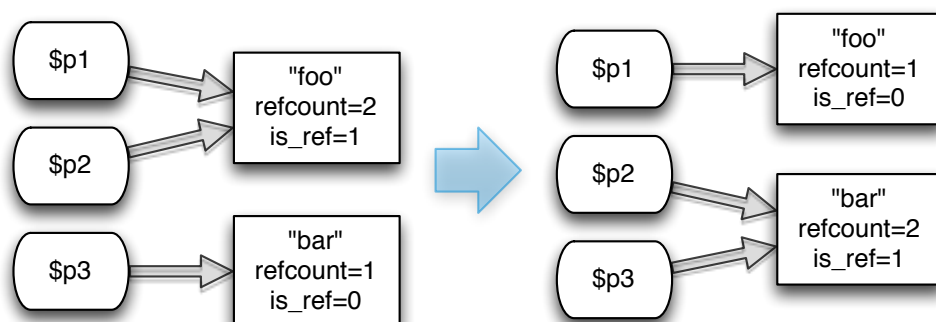 $p1
"foo"
refcount=2
is_ref=1
$p2
$p3
"bar"
refcount=1
is_ref=0
$p1
"foo"
refcount=1
is_ref=0
$p2
"bar"
refcount=2
is_ref=1
$p3